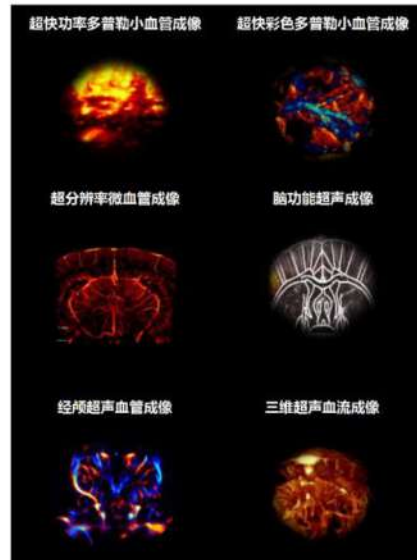 超快功率多普勒小血管成像
超快彩色多普勒小血管成像
超分辨率微血管成像
脑功能超声成像
经颅超声血管成像
三维超声血流成像